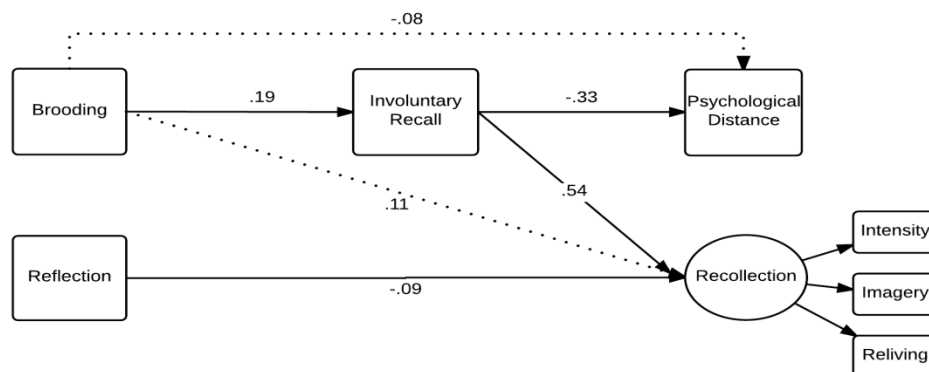 -.08
Brooding
.19
Involuntary
Recall
-.33
Psychological
Distance
.11
.54
Reflection
-.09
Recollection
Intensity
Imagery
Reliving